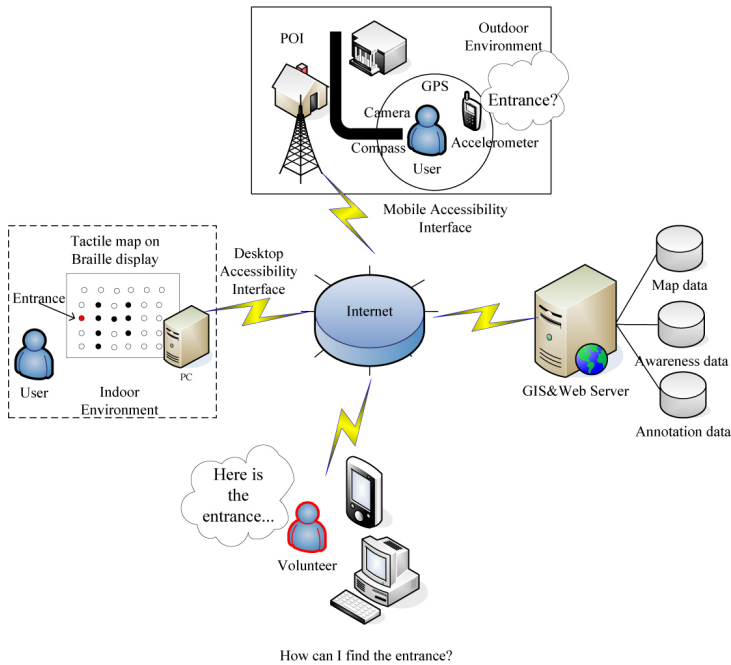 POI
Outdoor
Environment
GPS
Entrance?
Camera
Compass
Accelerometer
User
Mobile Accessibility
Interface
Tactile map on
Braille display
Desktop
Accessibility
Interface
Entrance
PC
User
Indoor
Environment
Internet
Map data
Awareness data
GIS&Web Server
Annotation data
Here is
the
entrance...
Volunteer
How can I find the entrance?